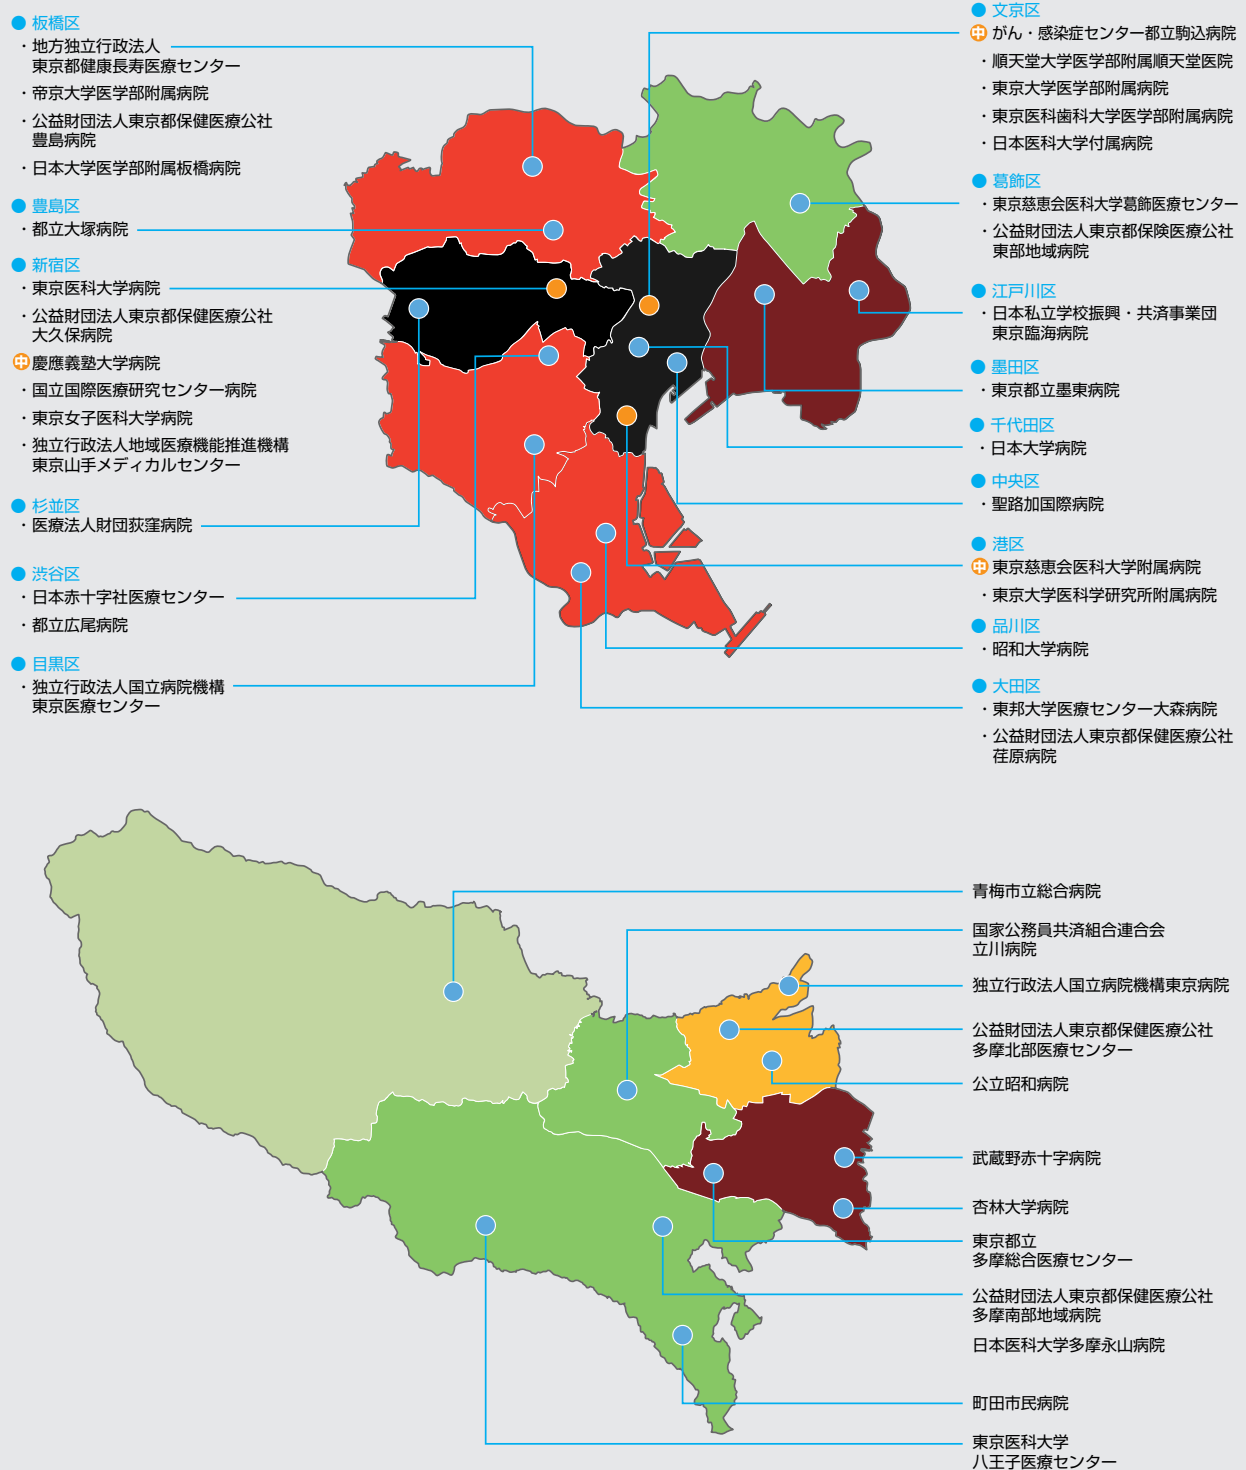 板橋区
・地方独立行政法人
東京都健康長寿医療センター
・帝京大学医学部附属病院
・公益財団法人東京都保健医療公社
豊島病院
・日本大学医学部附属板橋病院
豊島区
・都立大塚病院
新宿区
・東京医科大学病院
・公益財団法人東京都保健医療公社
大久保病院
中 慶應義塾大学病院
・国立国際医療研究センター病院
・東京女子医科大学病院
・独立行政法人地域医療機能推進機構
東京山手メディカルセンター
杉並区
・医療法人財団荻窪病院
渋谷区
・日本赤十字社医療センター
・都立広尾病院
目黒区
・独立行政法人国立病院機構
東京医療センター
文京区
中 がん・感染症センター都立駒込病院
・順天堂大学医学部附属順天堂医院
・東京大学医学部附属病院
・東京医科歯科大学医学部附属病院
・日本医科大学付属病院
葛飾区
・東京慈恵会医科大学葛飾医療センター
・公益財団法人東京都保険医療公社
東部地域病院
江戸川区
・日本私立学校振興・共済事業団
東京臨海病院
墨田区
・東京都立墨東病院
千代田区
・日本大学病院
中央区
・聖路加国際病院
港区
中 東京慈恵会医科大学附属病院
・東京大学医科学研究所附属病院
品川区
・昭和大学病院
大田区
・東邦大学医療センター大森病院
・公益財団法人東京都保健医療公社
荏原病院
青梅市立総合病院
国家公務員共済組合連合会
立川病院
独立行政法人国立病院機構東京病院
公益財団法人東京都保健医療公社
多摩北部医療センター
公立昭和病院
武蔵野赤十字病院
杏林大学病院
東京都立
多摩総合医療センター
公益財団法人東京都保健医療公社
多摩南部地域病院
日本医科大学多摩永山病院
町田市民病院
東京医科大学
八王子医療センター